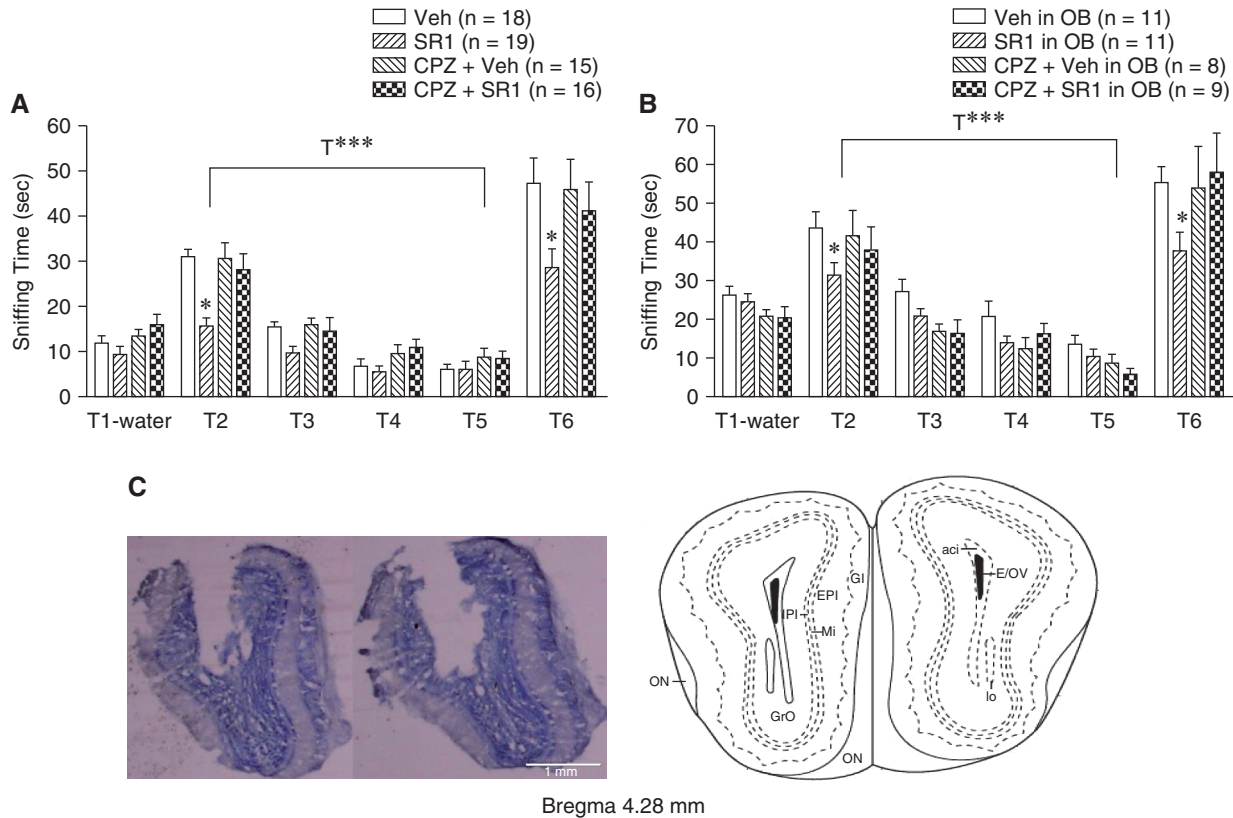 Veh (n = 18)
SR1 (n = 19)
CPZ + Veh (n = 15)
CPZ + SR1 (n = 16)
A
T***
Sniffing Time (sec)
60
50
40
30
20
10
0
*
*
T1-water T2 T3 T4 T5 T6
Veh in OB (n = 11)
SR1 in OB (n = 11)
CPZ + Veh in OB (n = 8)
CPZ + SR1 in OB (n = 9)
B
T***
Sniffing Time (sec)
70
60
50
40
30
20
10
0
*
*
T1-water T2 T3 T4 T5 T6
C
1 mm
aci
E/OV
GI
EPI
IPI
Mi
ON
lo
GrO
ON
Bregma 4.28 mm